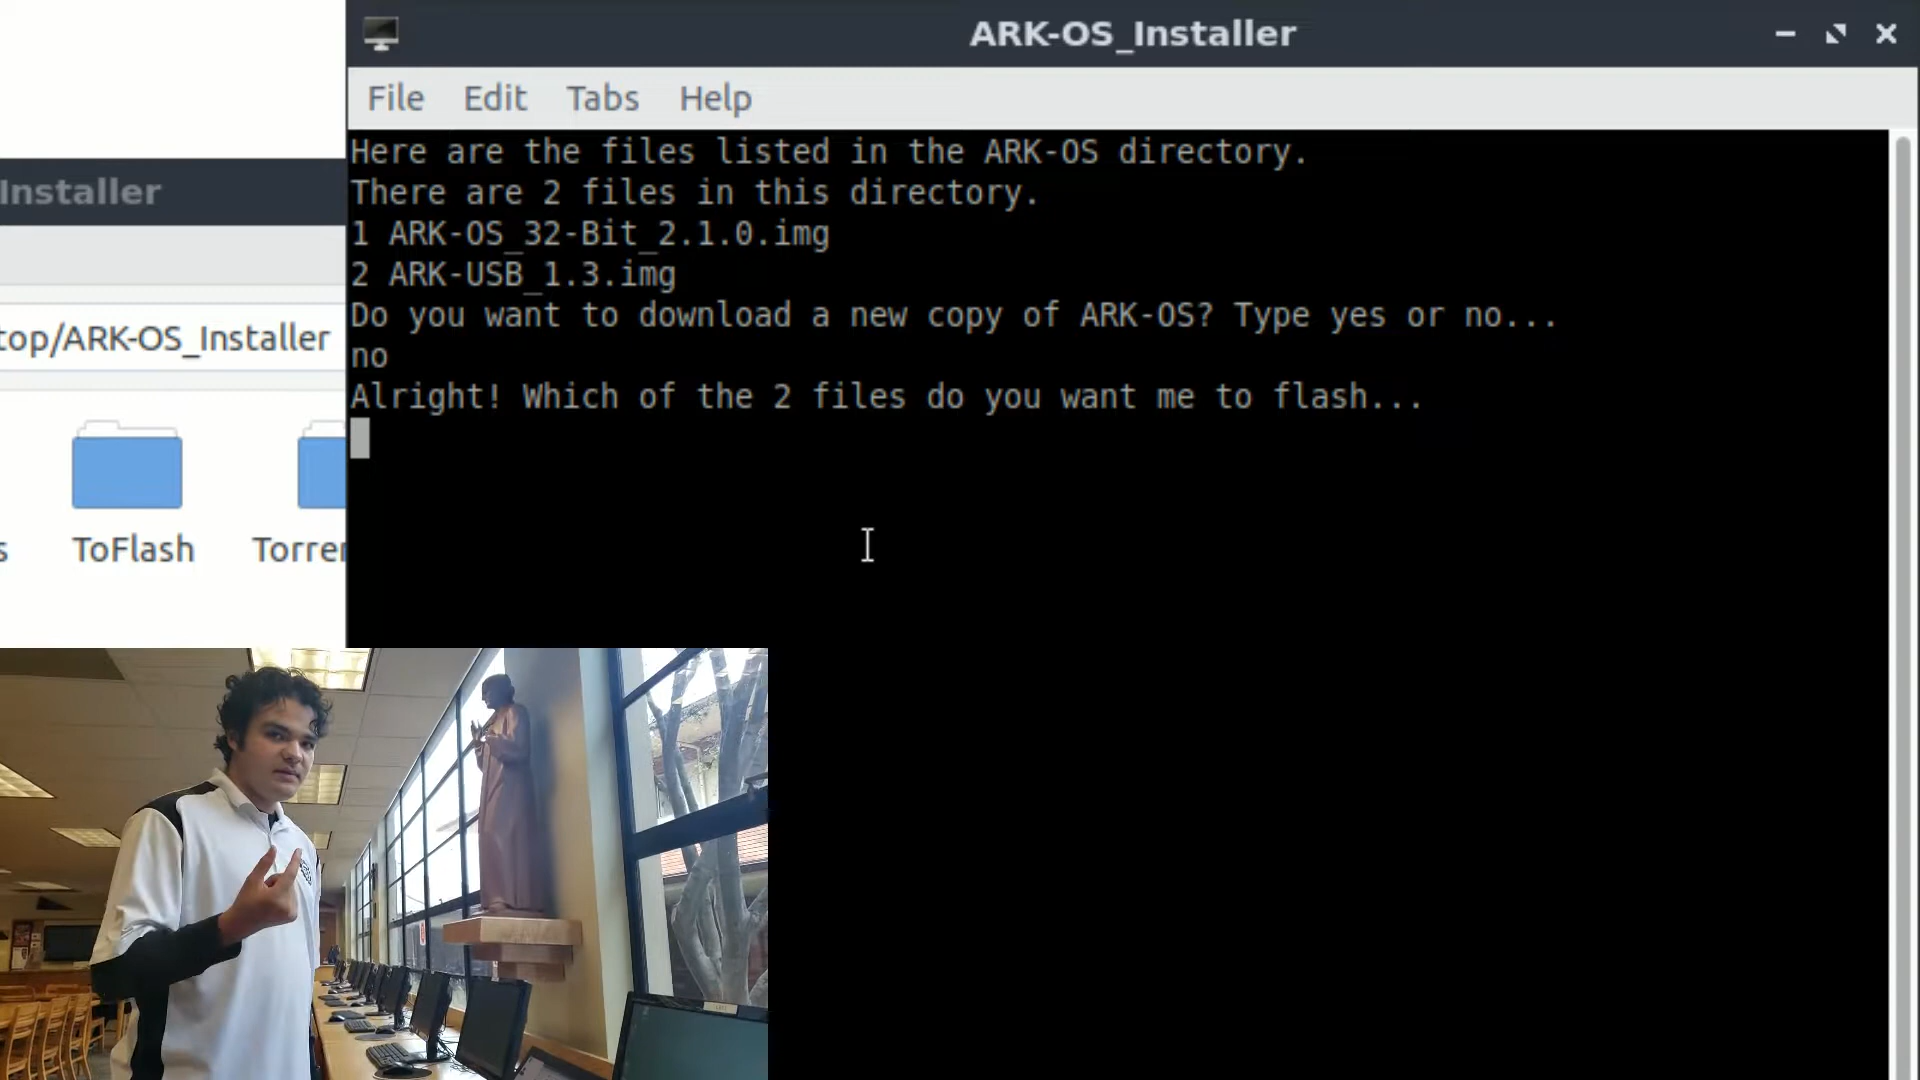 ARK-OS_Installer
File Edit Tabs Help
Here are the files listed in the ARK-OS directory.
There are 2 files in this directory.
1 ARK-OS_32-Bit_2.1.0.img
2 ARK-USB_1.3.img
Do you want to download a new copy of ARK-OS? Type yes or no...
no
Alright! Which of the 2 files do you want me to flash...
Installer
top/ARK-OS_Installer
s ToFlash Torren